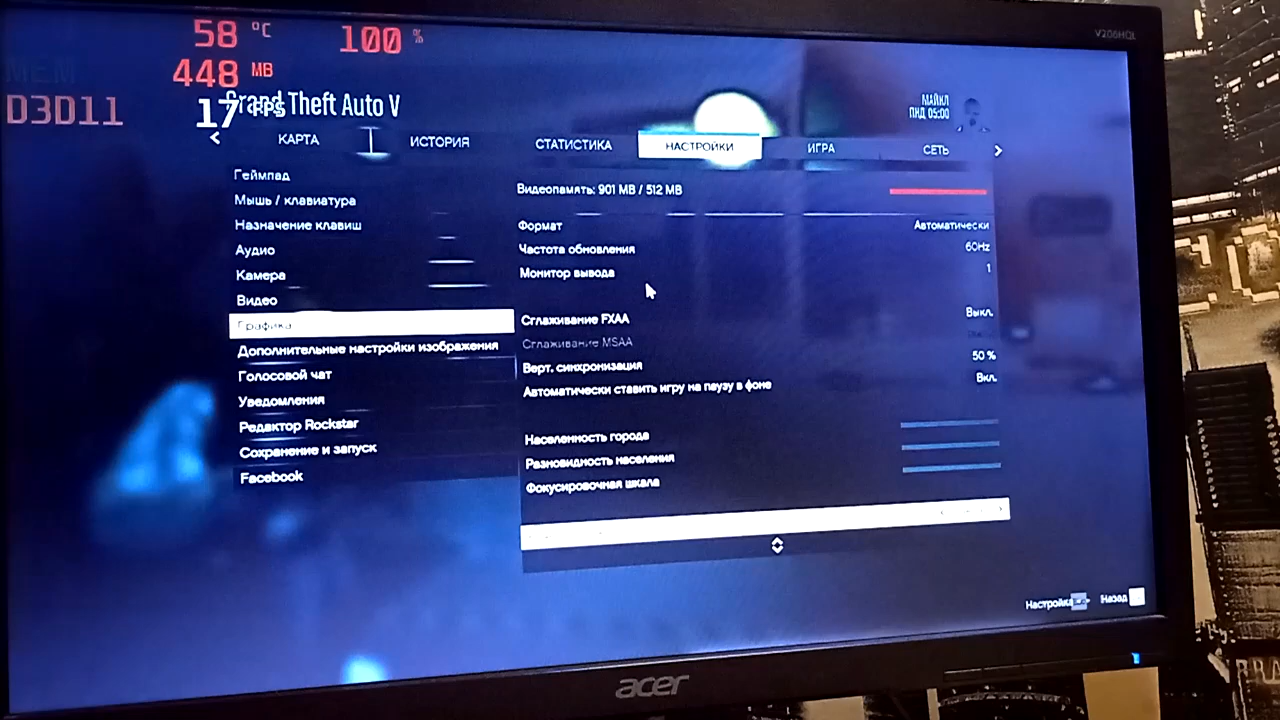 58 °C 100 %
MEM 448 MB
D3D11 17 FPS
Grand Theft Auto V
V206HQL
МАЙКЛ
ПНД 05:00
КАРТА ИСТОРИЯ СТАТИСТИКА НАСТРОЙКИ ИГРА СЕТЬ
Геймпад
Мышь / клавиатура
Назначение клавиш
Аудио
Камера
Видео
Графика
Дополнительные настройки изображения
Голосовой чат
Уведомления
Редактор Rockstar
Сохранение и запуск
Facebook
Видеопамять: 901 MB / 512 MB
Формат Автоматически
Частота обновления 60Hz
Монитор вывода 1
Сглаживание FXAA Выкл.
Сглаживание MSAA
Верт. синхронизация 50 %
Автоматически ставить игру на паузу в фоне Вкл.
Населенность города
Разновидность населения
Фокусировочная шкала
Настройка Назад
acer